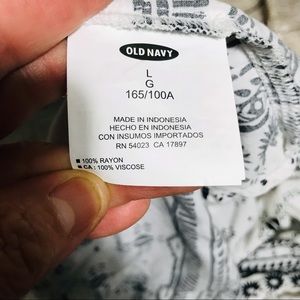 OLD NAVY
L
G
165/100A
MADE IN INDONESIA
HECHO EN INDONESIA
CON INSUMOS IMPORTADOS
RN 54023 CA 17897
100% RAYON
CA : 100% VISCOSE